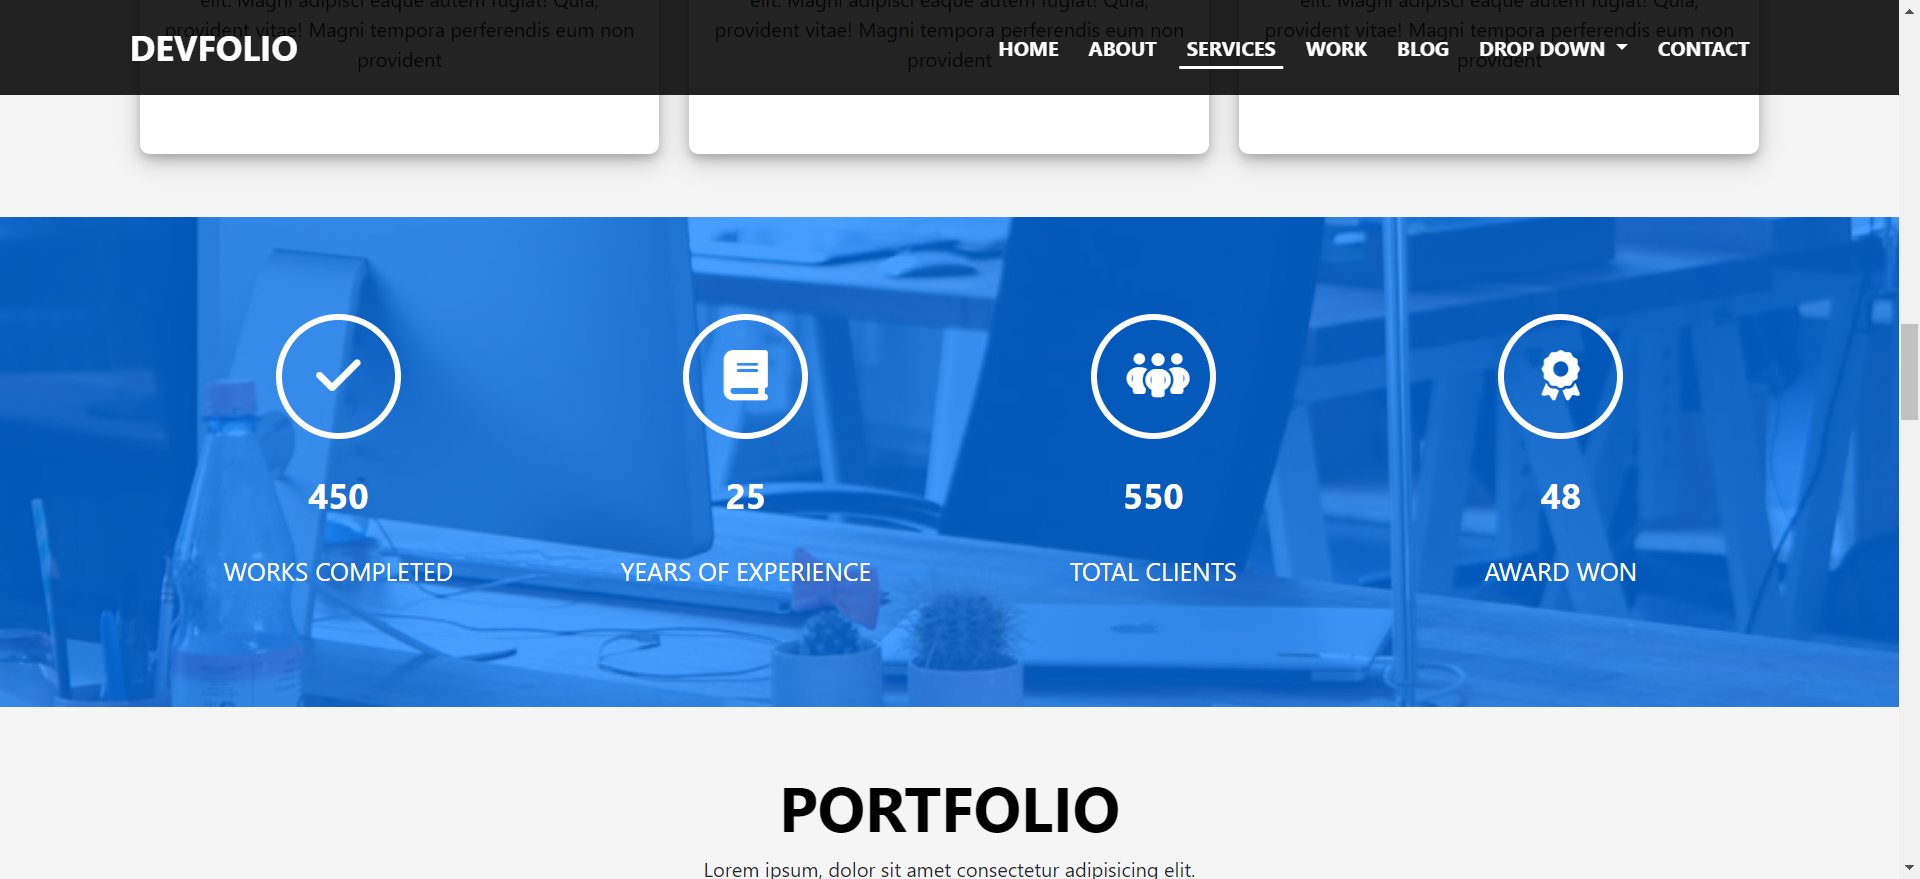 elit. Magni adipisci eaque autem fugiat! Quia,
provident vitae! Magni tempora perferendis eum non
provident
elit. Magni adipisci eaque autem fugiat! Quia,
provident vitae! Magni tempora perferendis eum non
provident
elit. Magni adipisci eaque autem fugiat! Quia,
provident vitae! Magni tempora perferendis eum non
provident
DEVFOLIO
HOME ABOUT SERVICES WORK BLOG DROP DOWN CONTACT
450
WORKS COMPLETED
25
YEARS OF EXPERIENCE
550
TOTAL CLIENTS
48
AWARD WON
PORTFOLIO
Lorem ipsum, dolor sit amet consectetur adipisicing elit.